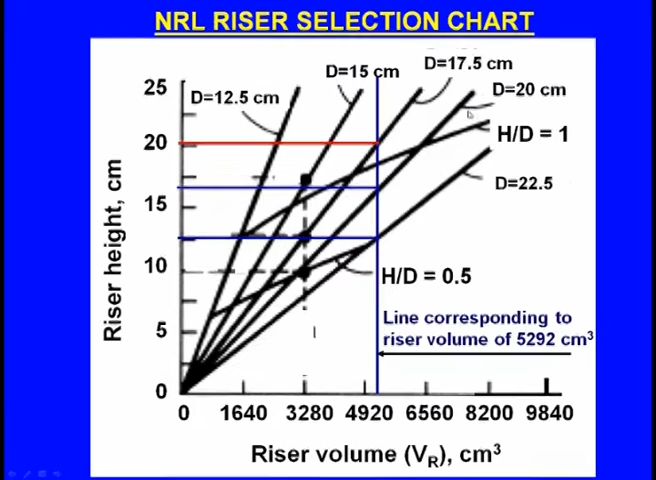 NRL RISER SELECTION CHART
D=12.5 cm
D=15 cm
D=17.5 cm
D=20 cm
H/D = 1
D=22.5
H/D = 0.5
Line corresponding to
riser volume of 5292 cm³
Riser height, cm
25
20
15
10
5
0
0 1640 3280 4920 6560 8200 9840
Riser volume (V_R), cm³